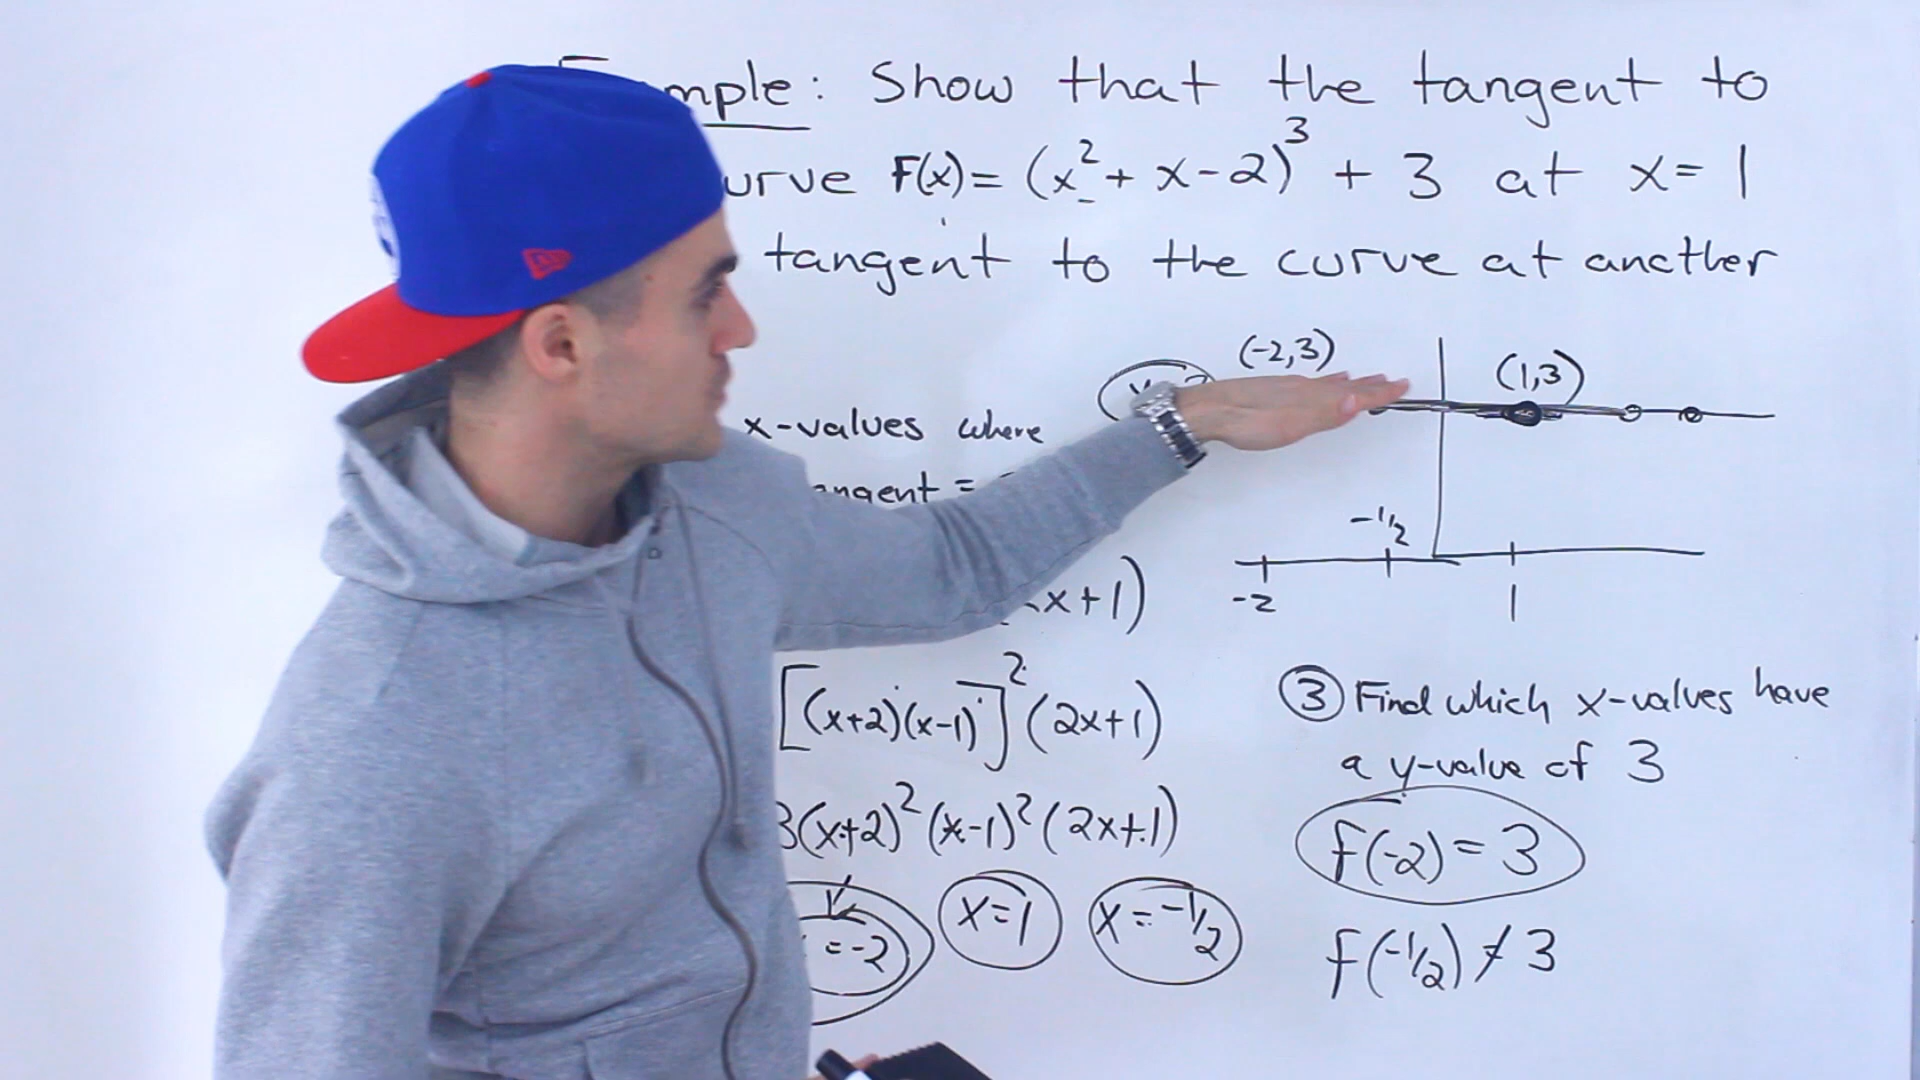 mple: Show that the tangent to
urve F(x) = (x² + x - 2)³ + 3 at x = 1
tangent to the curve at another
(-2,3)
(1,3)
x-values where
angent =
-1/2
-2
1
x+1)
[(x+2)(x-1)]²(2x+1)
3(x+2)²(x-1)²(2x+1)
= -2
x=1
x=-1/2
③ Find which x-values have
a y-value of 3
f(-2) = 3
f(-1/2) ≠ 3